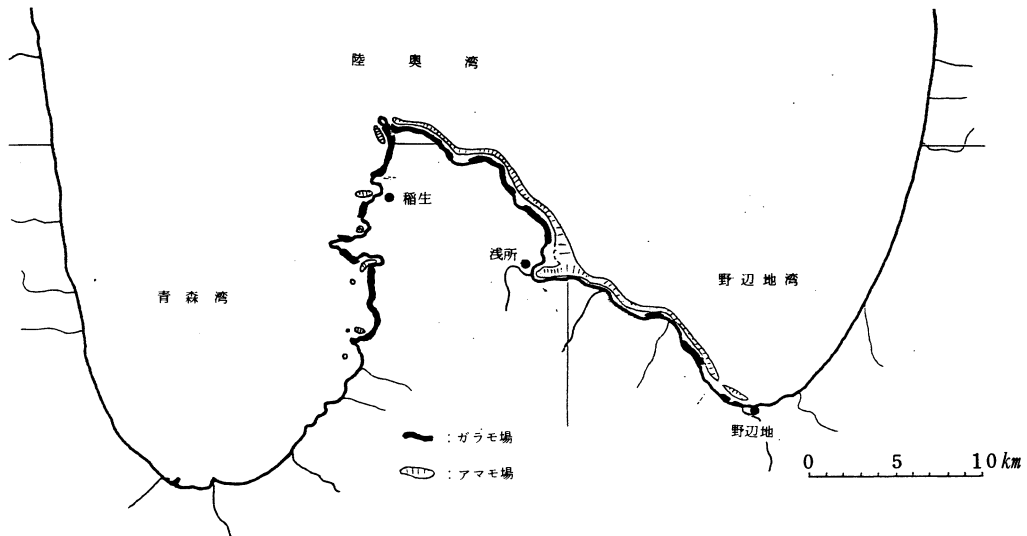 陸奥湾
稲生
浅所
野辺地湾
青森湾
野辺地
：ガラモ場
：アマモ場
0 5 10km